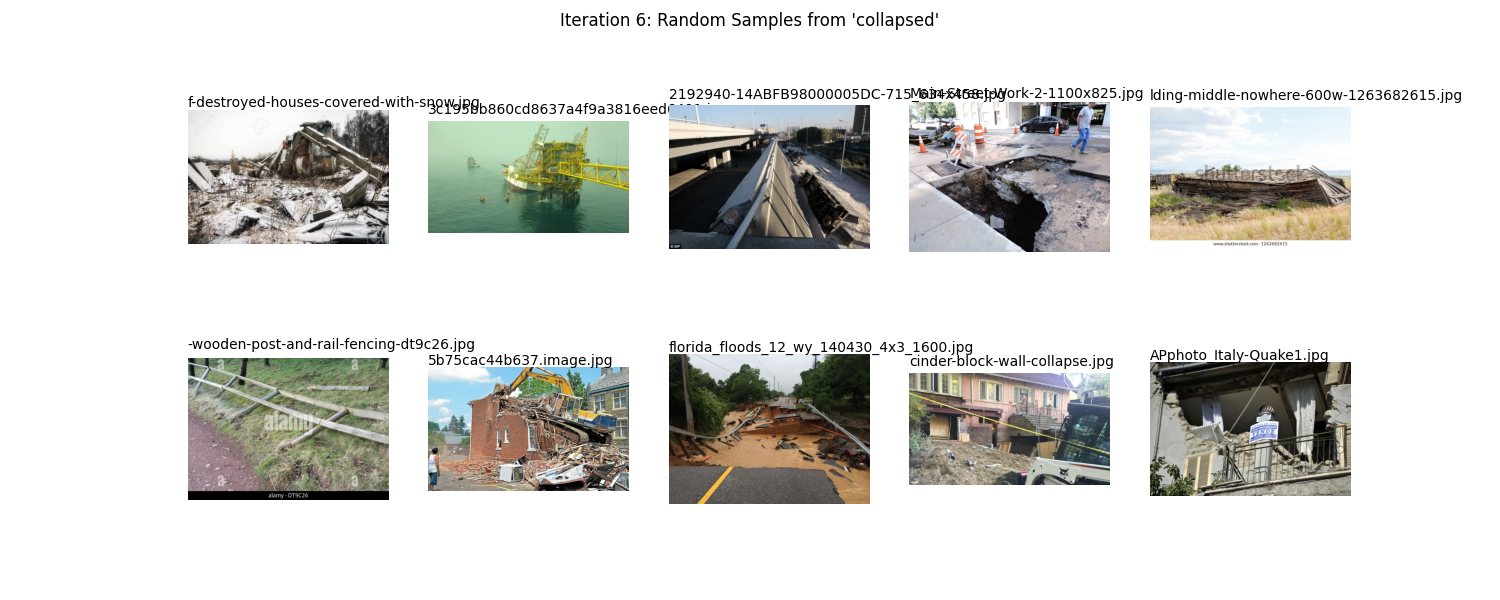 Iteration 6: Random Samples from 'collapsed'
f-destroyed-houses-covered-with-snow.jpg
2192940-14ABFB98000005DC-715_634x458.jpg
Main-Street-Work-2-1100x825.jpg
lding-middle-nowhere-600w-1263682615.jpg
shutterstock
© AP
www.shutterstock.com · 1263682615
-wooden-post-and-rail-fencing-dt9c26.jpg
5b75cac44b637.image.jpg
florida_floods_12_wy_140430_4x3_1600.jpg
cinder-block-wall-collapse.jpg
APphoto_Italy-Quake1.jpg
a
a
alamy
a
a
alamy - DT9C26